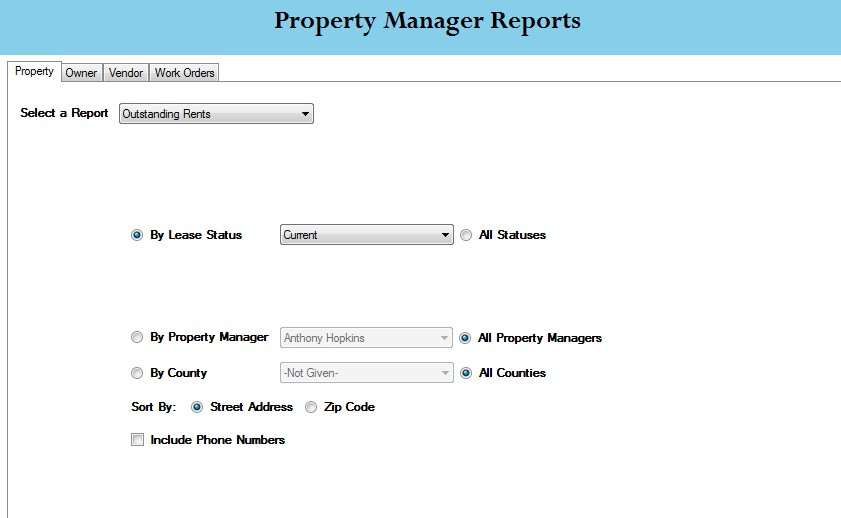 Property Manager Reports
Property Owner Vendor Work Orders
Select a Report Outstanding Rents
By Lease Status Current All Statuses
By Property Manager Anthony Hopkins All Property Managers
By County -Not Given- All Counties
Sort By: Street Address Zip Code
Include Phone Numbers